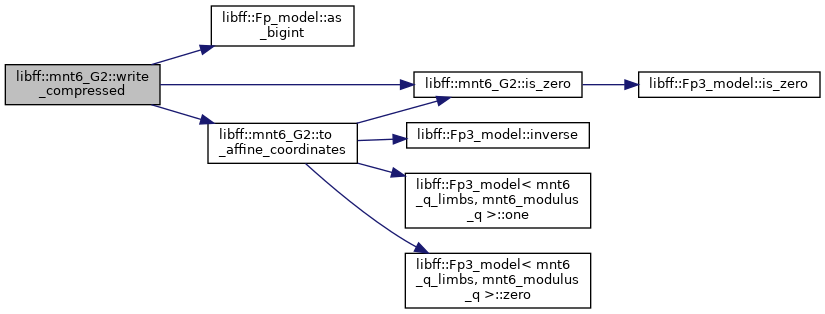 libff::Fp_model::as
_bigint
libff::mnt6_G2::write
_compressed
libff::mnt6_G2::is_zero
libff::Fp3_model::is_zero
libff::mnt6_G2::to
_affine_coordinates
libff::Fp3_model::inverse
libff::Fp3_model< mnt6
_q_limbs, mnt6_modulus
_q >::one
libff::Fp3_model< mnt6
_q_limbs, mnt6_modulus
_q >::zero